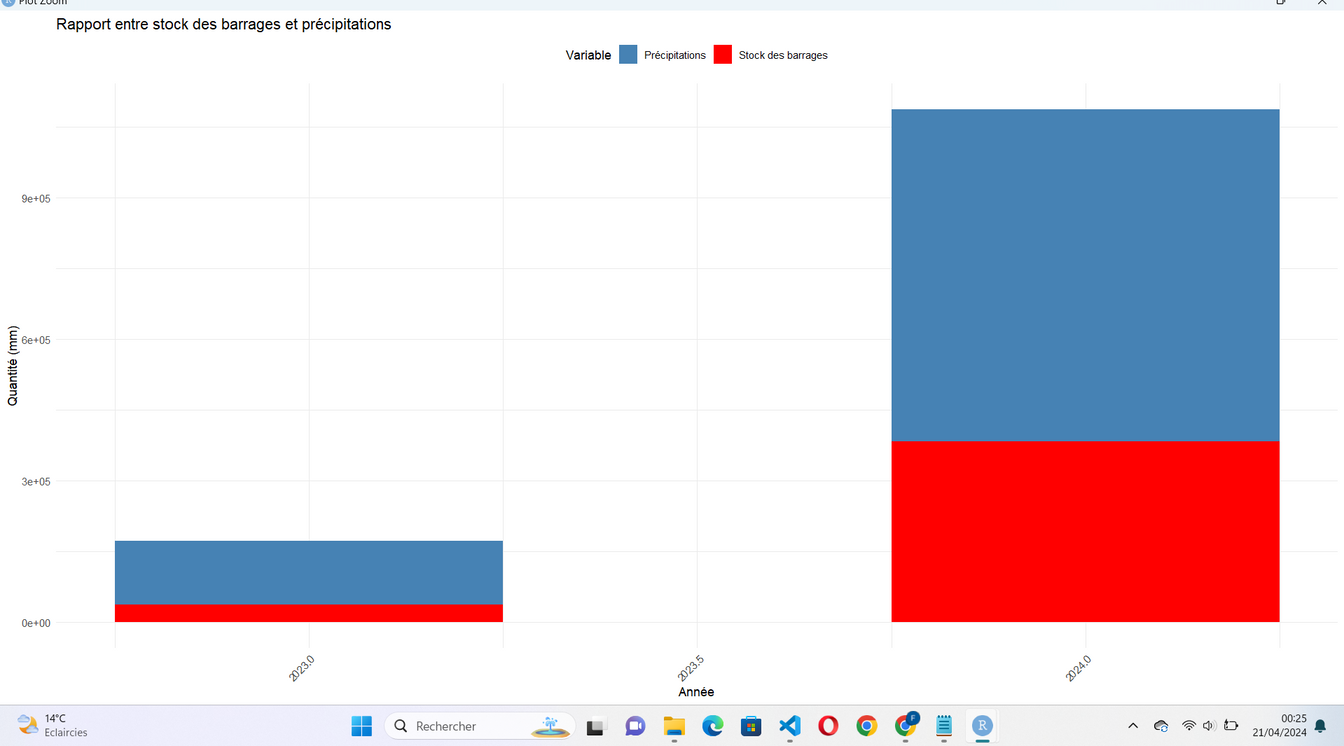 Plot Zoom
Rapport entre stock des barrages et précipitations
Variable Précipitations Stock des barrages
9e+05
6e+05
3e+05
0e+00
Quantité (mm)
2023.0 2023.5 2024.0
Année
14°C
Eclaircies
Rechercher
F
R
00:25
21/04/2024